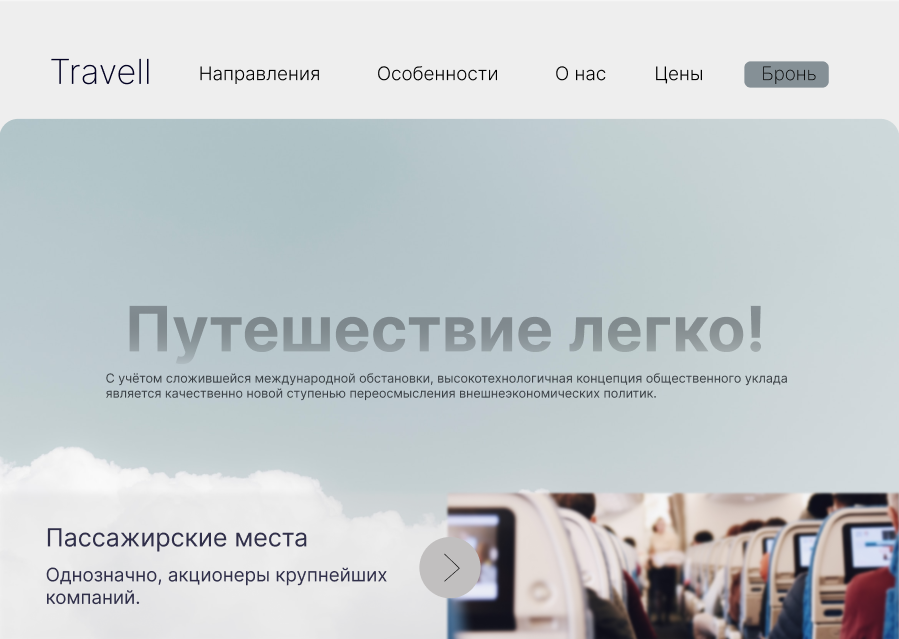 Travell
Направления
Особенности
О нас
Цены
Бронь
Путешествие легко!
С учётом сложившейся международной обстановки, высокотехнологичная концепция общественного уклада
является качественно новой ступенью переосмысления внешнеэкономических политик.
Пассажирские места
Однозначно, акционеры крупнейших
компаний.